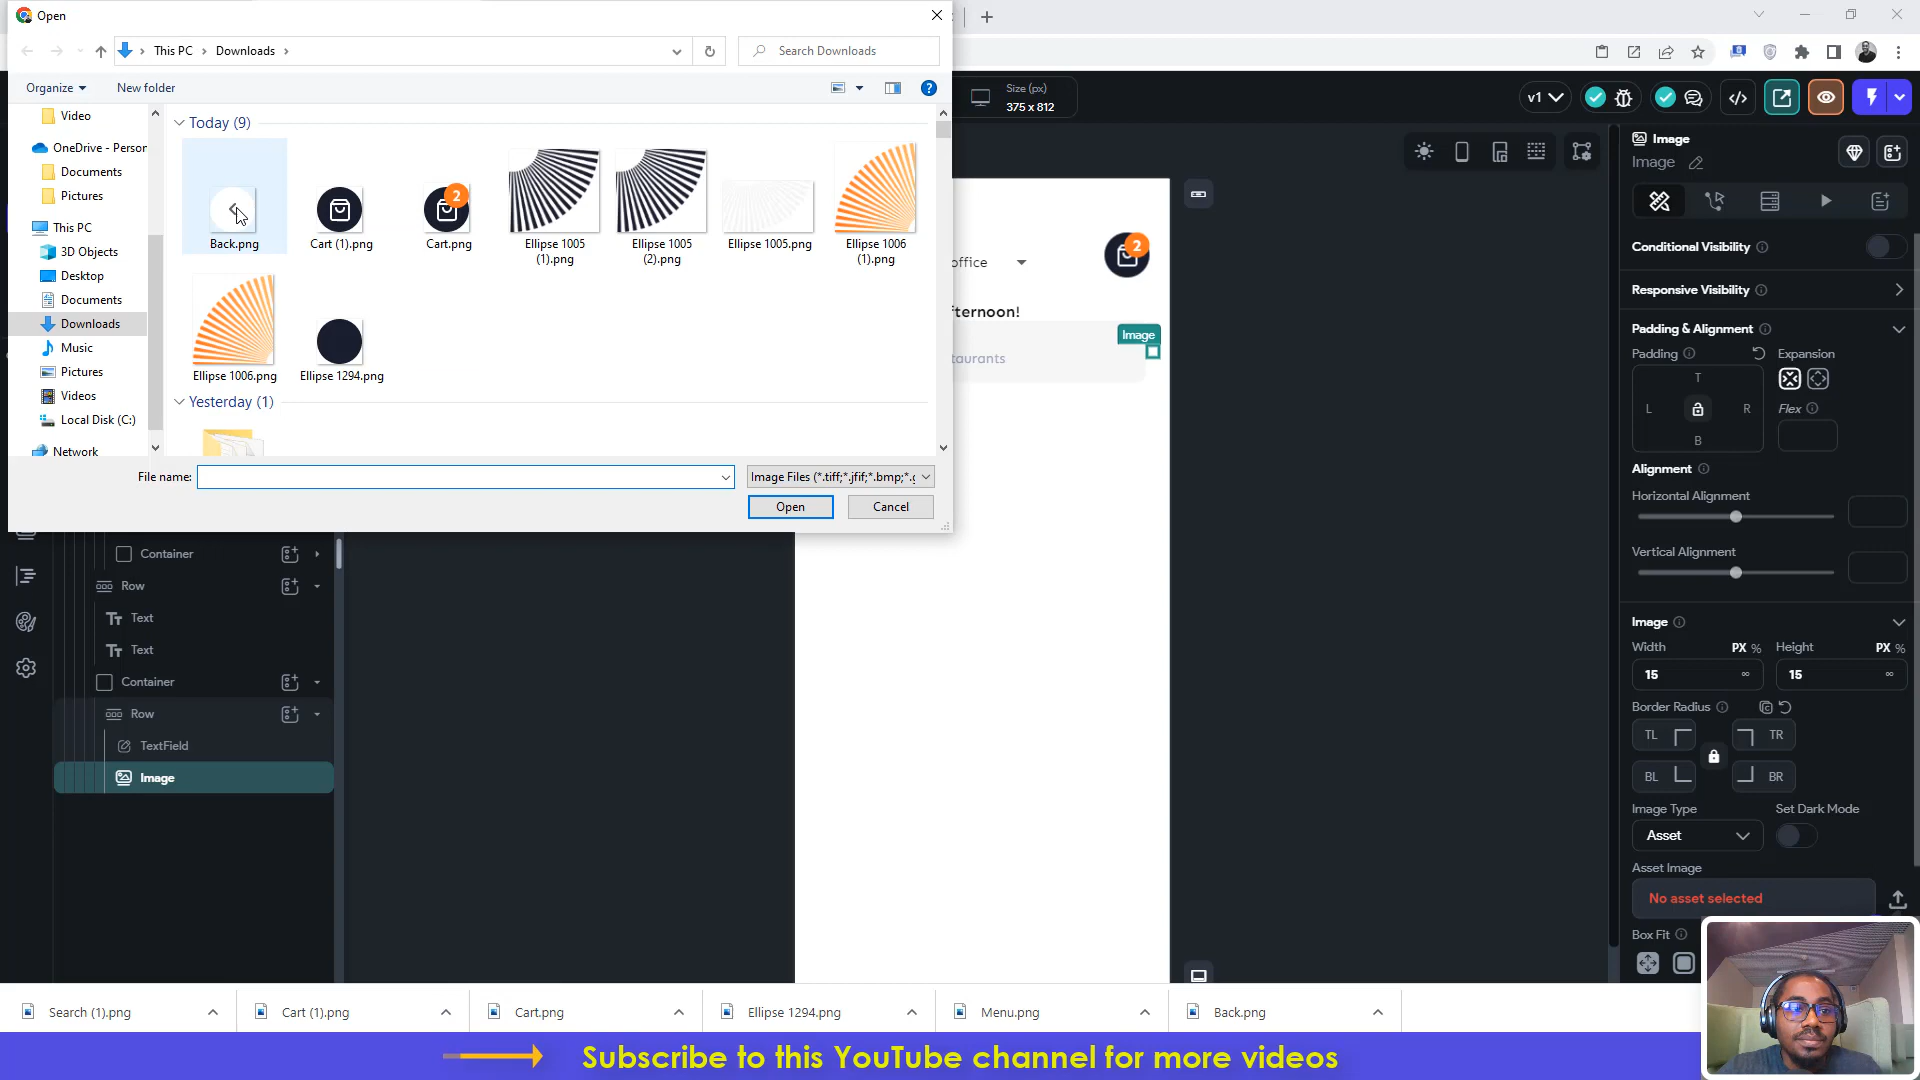 Open
This PC
Downloads
Search Downloads
Organize
New folder
Video
OneDrive - Person
Documents
Pictures
This PC
3D Objects
Desktop
Documents
Downloads
Music
Pictures
Videos
Local Disk (C:)
Network
Today (9)
Back.png
Cart (1).png
2
Cart.png
Ellipse 1005
(1).png
Ellipse 1005
(2).png
Ellipse 1005.png
Ellipse 1006
(1).png
Ellipse 1006.png
Ellipse 1294.png
Yesterday (1)
File name:
Image Files (*.tiff;*.jfif;*.bmp;*.g
Open
Cancel
Size (px)
375 x 812
v1
office
2
fternoon!
Image
taurants
Container
Row
Text
Text
Container
Row
TextField
Image
Image
Image
Conditional Visibility
Responsive Visibility
Padding & Alignment
Padding
Expansion
T
L
R
B
Flex
Alignment
Horizontal Alignment
Vertical Alignment
Image
Width
PX %
Height
PX %
15
∞
15
∞
Border Radius
TL
TR
BL
BR
Image Type
Set Dark Mode
Asset
Asset Image
No asset selected
Box Fit
Search (1).png
Cart (1).png
Cart.png
Ellipse 1294.png
Menu.png
Back.png
Subscribe to this YouTube channel for more videos